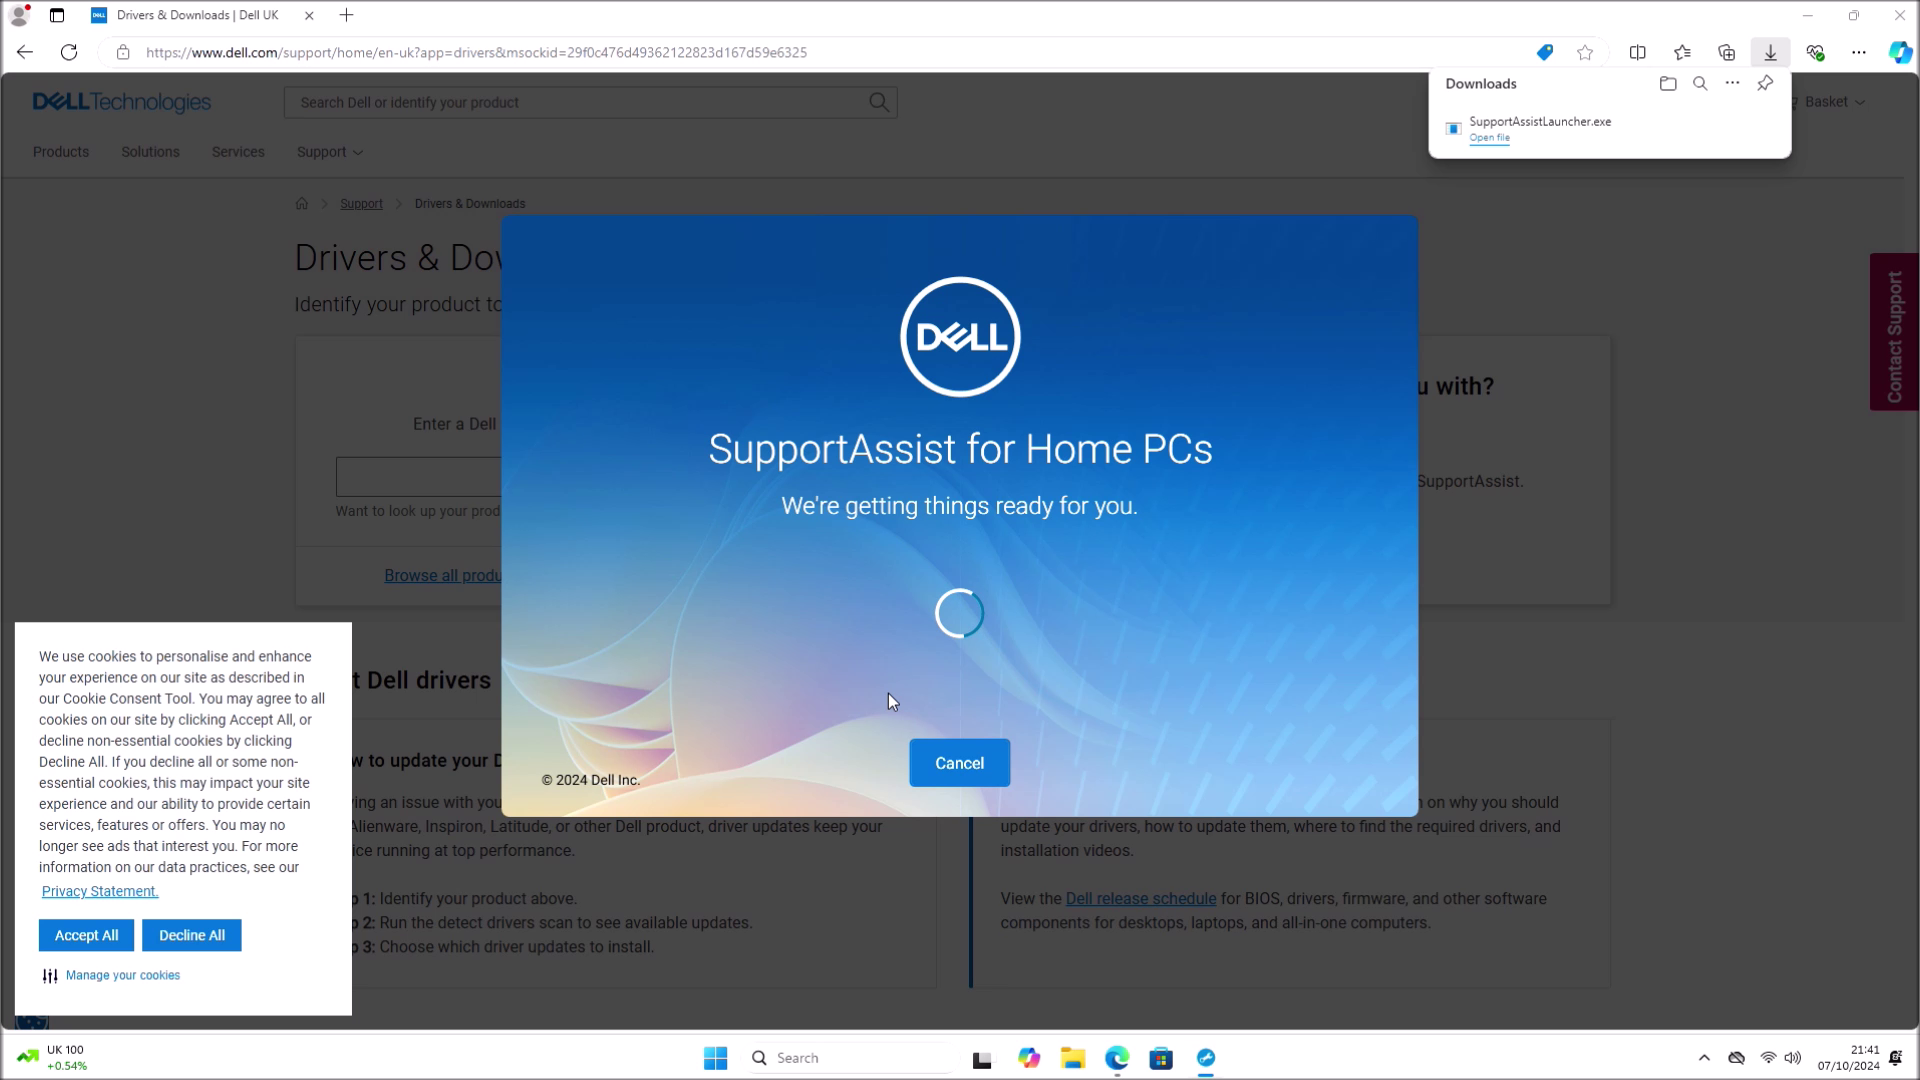 Drivers & Downloads | Dell UK
https://www.dell.com/support/home/en-uk?app=drivers&msockid=29f0c476d49362122823d167d59e6325
Downloads
SupportAssistLauncher.exe
Open file
DELLTechnologies
Search Dell or identify your product
Basket
Products
Solutions
Services
Support
Support
Drivers & Downloads
Drivers & Dow
Identify your product to
Contact Support
DELL
SupportAssist for Home PCs
We're getting things ready for you.
Cancel
© 2024 Dell Inc.
u with?
Enter a Dell
SupportAssist.
Want to look up your prod
Browse all produ
t Dell drivers
w to update your D
ing an issue with you
Alienware, Inspiron, Latitude, or other Dell product, driver updates keep your
ice running at top performance.
p 1: Identify your product above.
p 2: Run the detect drivers scan to see available updates.
p 3: Choose which driver updates to install.
n on why you should
update your drivers, how to update them, where to find the required drivers, and
installation videos.
View the Dell release schedule for BIOS, drivers, firmware, and other software
components for desktops, laptops, and all-in-one computers.
We use cookies to personalise and enhance
your experience on our site as described in
our Cookie Consent Tool. You may agree to all
cookies on our site by clicking Accept All, or
decline non-essential cookies by clicking
Decline All. If you decline all or some non-
essential cookies, this may impact your site
experience and our ability to provide certain
services, features or offers. You may no
longer see ads that interest you. For more
information on our data practices, see our
Privacy Statement.
Accept All
Decline All
Manage your cookies
UK 100
+0.54%
Search
21:41
07/10/2024